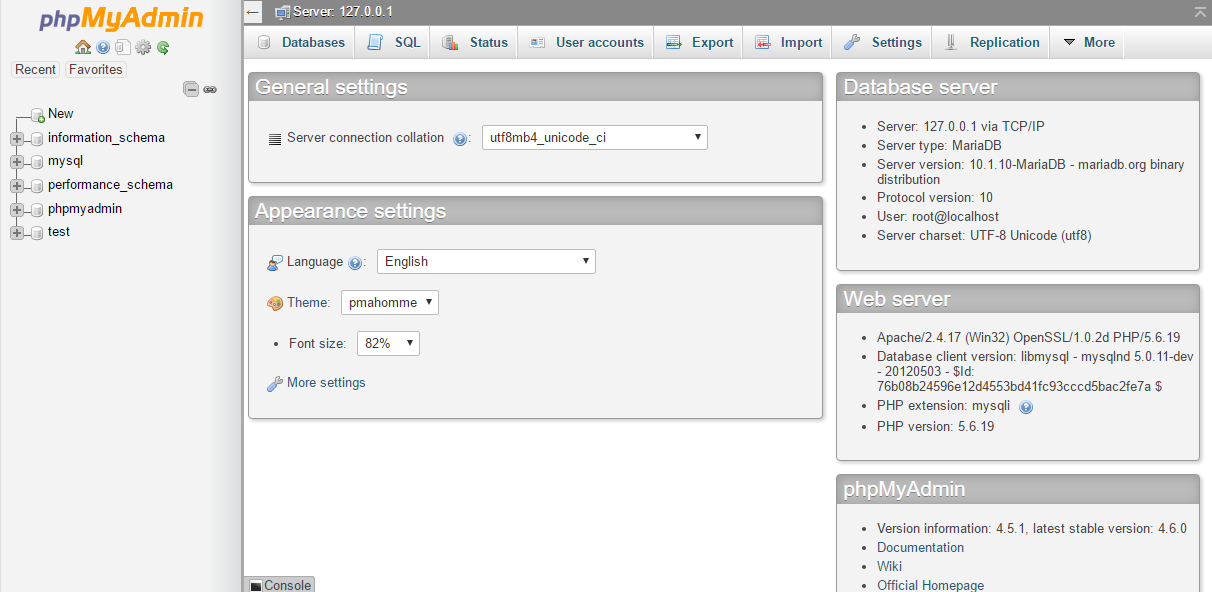 phpMyAdmin
Recent Favorites
New
information_schema
mysql
performance_schema
phpmyadmin
test
Server: 127.0.0.1
Databases SQL Status User accounts Export Import Settings Replication More
General settings
Server connection collation : utf8mb4_unicode_ci
Appearance settings
Language : English
Theme: pmahomme
Font size: 82%
More settings
Database server
Server: 127.0.0.1 via TCP/IP
Server type: MariaDB
Server version: 10.1.10-MariaDB - mariadb.org binary
distribution
Protocol version: 10
User: root@localhost
Server charset: UTF-8 Unicode (utf8)
Web server
Apache/2.4.17 (Win32) OpenSSL/1.0.2d PHP/5.6.19
Database client version: libmysql - mysqlnd 5.0.11-dev
- 20120503 - $Id:
76b08b24596e12d4553bd41fc93cccd5bac2fe7a $
PHP extension: mysqli
PHP version: 5.6.19
phpMyAdmin
Version information: 4.5.1, latest stable version: 4.6.0
Documentation
Wiki
Official Homepage
Console